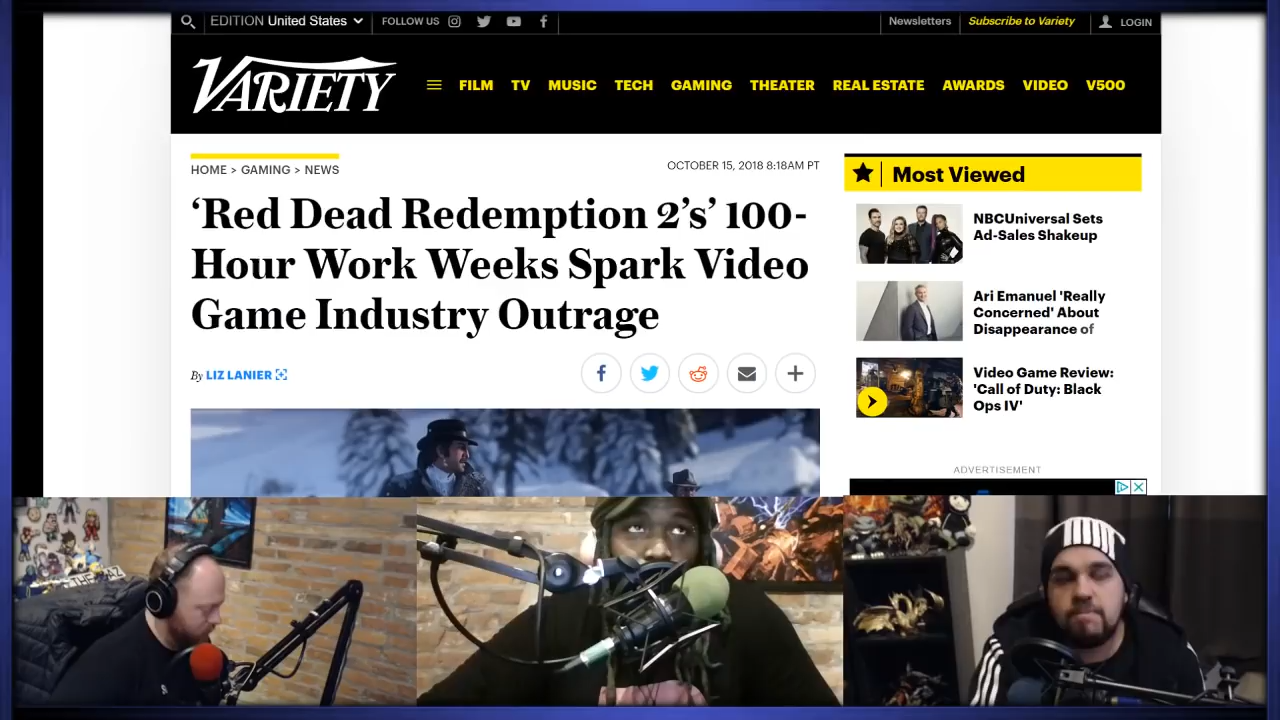 EDITION United States
FOLLOW US
Newsletters
Subscribe to Variety
LOGIN
VARIETY
FILM TV MUSIC TECH GAMING THEATER REAL ESTATE AWARDS VIDEO V500
HOME > GAMING > NEWS
OCTOBER 15, 2018 8:18AM PT
‘Red Dead Redemption 2’s’ 100-
Hour Work Weeks Spark Video
Game Industry Outrage
By LIZ LANIER
Most Viewed
NBCUniversal Sets
Ad-Sales Shakeup
Ari Emanuel 'Really
Concerned' About
Disappearance of
Video Game Review:
'Call of Duty: Black
Ops IV'
ADVERTISEMENT